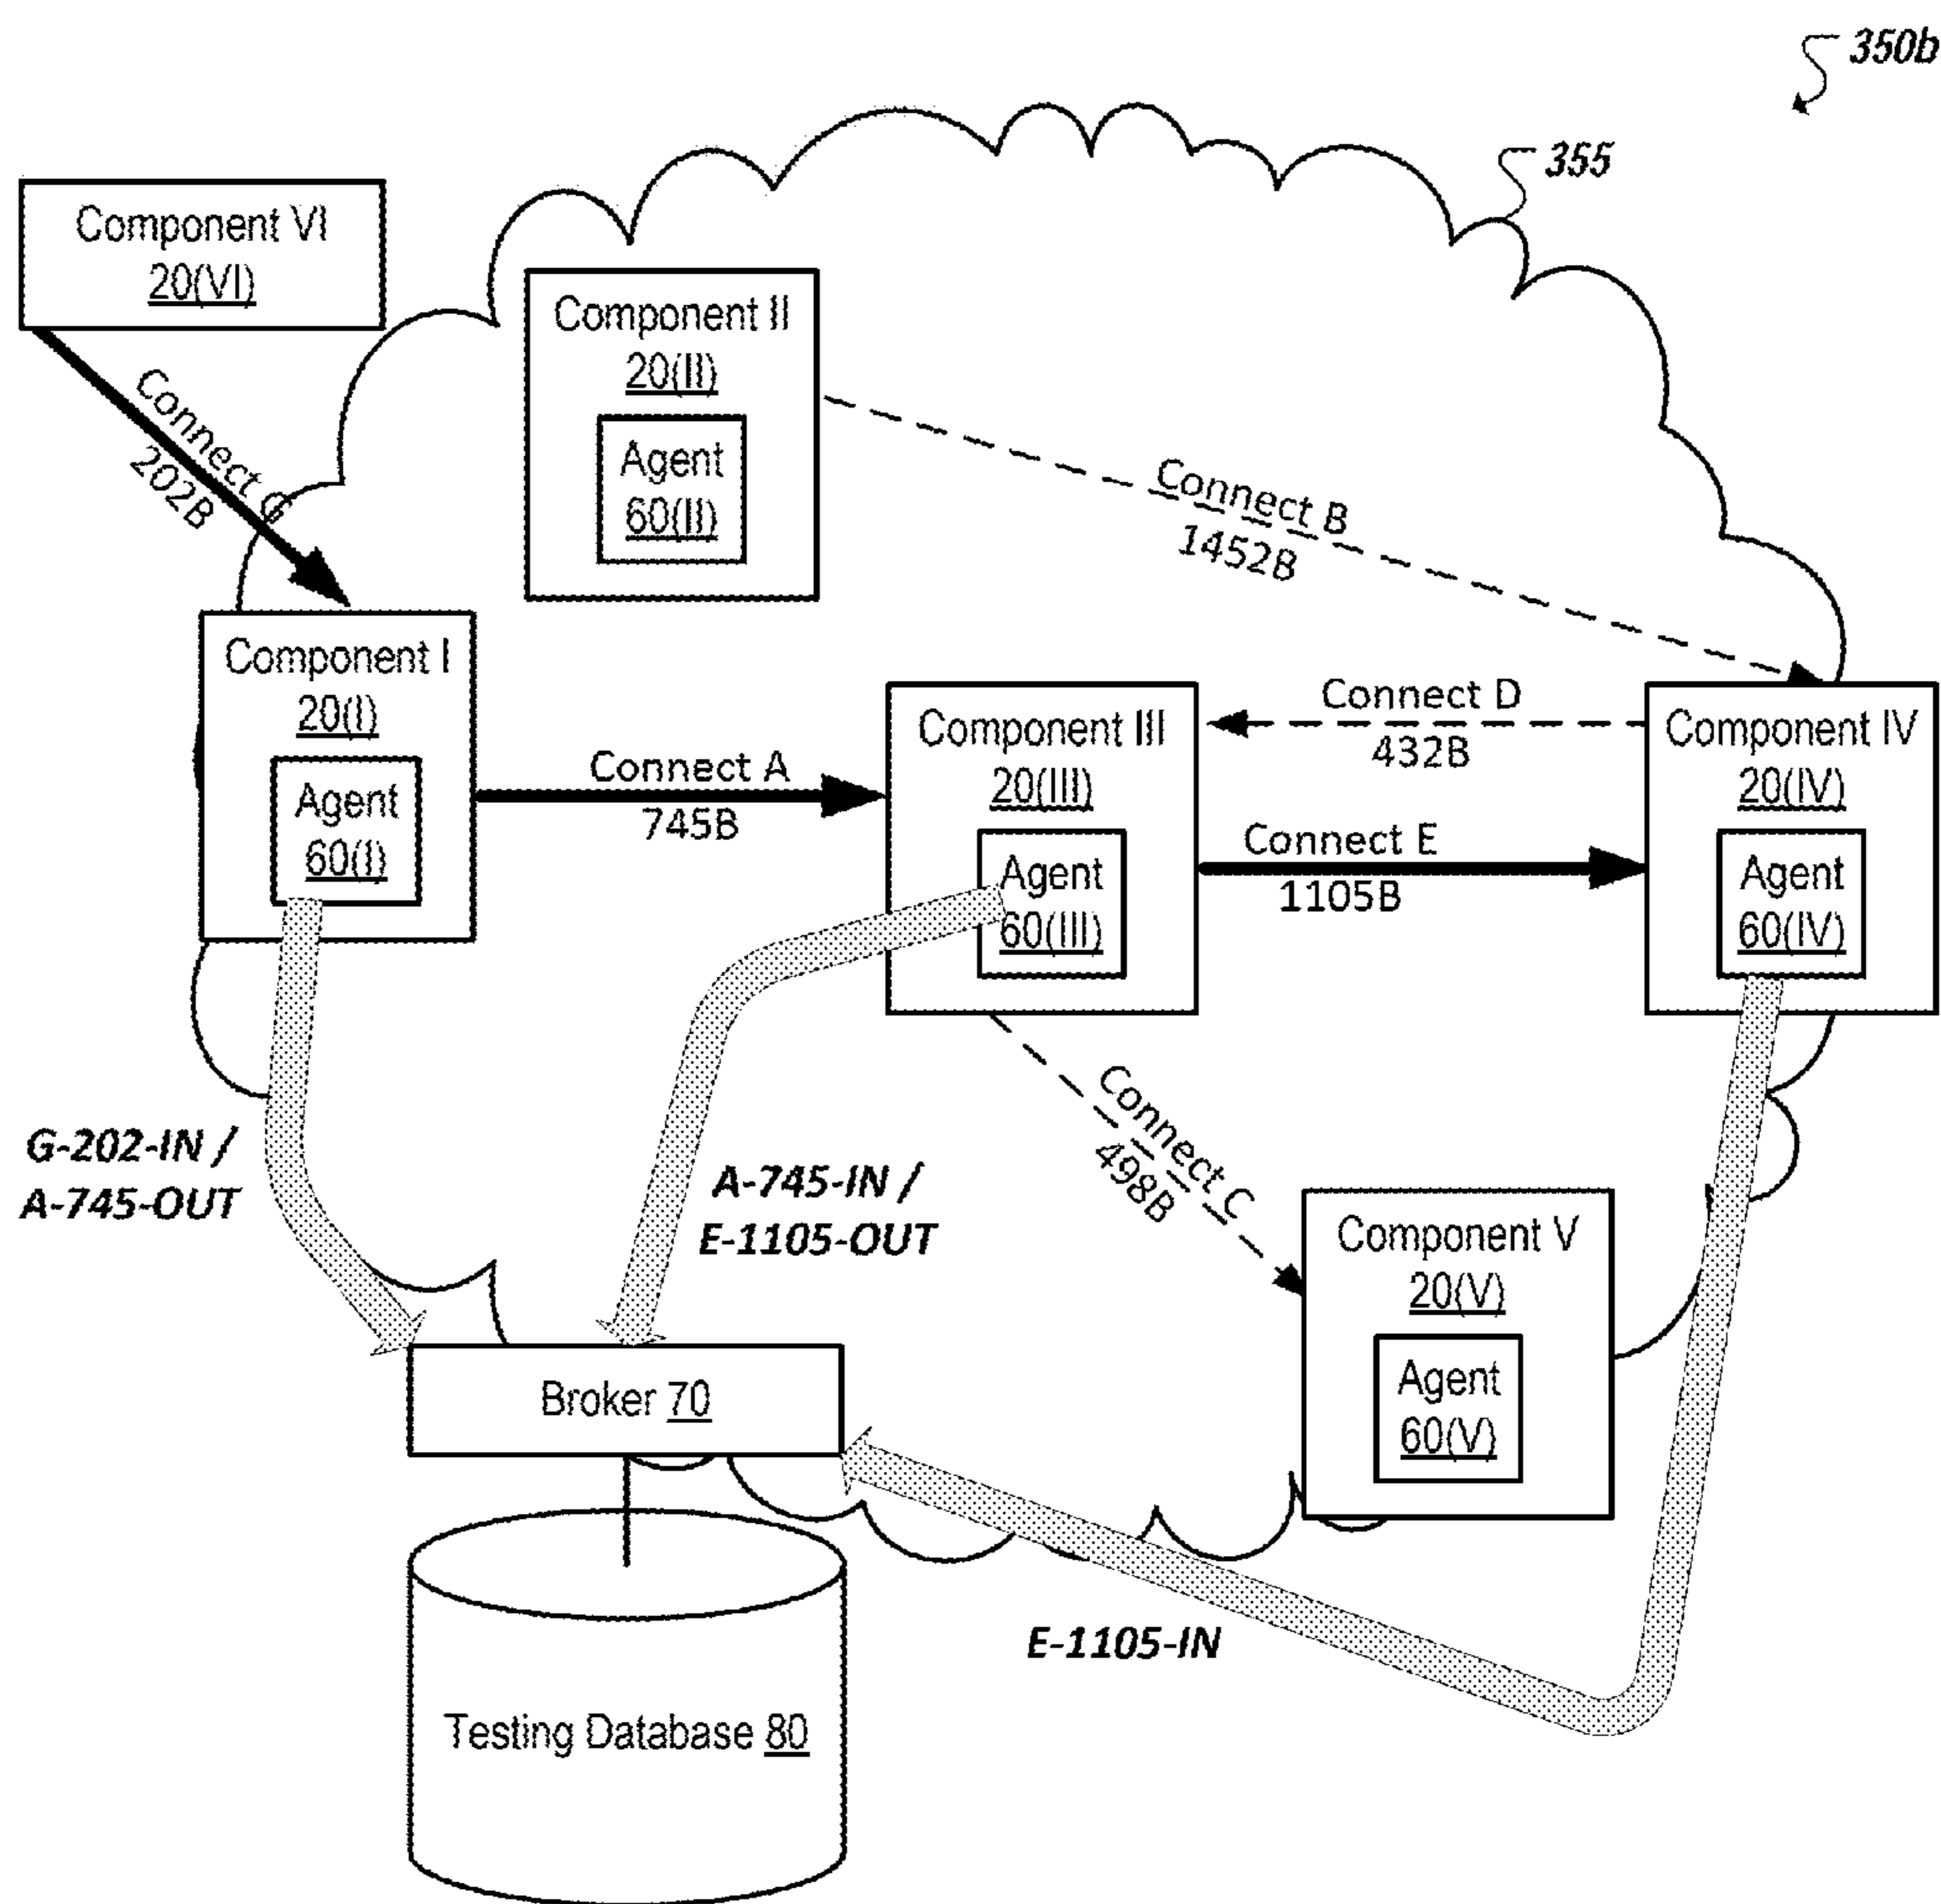 350b
355
Component VI
20(VI)
Connect G
202B
Component II
20(II)
Agent
60(II)
Connect B
1452B
Component I
20(I)
Agent
60(I)
Connect A
745B
Component III
20(III)
Agent
60(III)
Connect D
432B
Connect E
1105B
Component IV
20(IV)
Agent
60(IV)
Connect C
498B
G-202-IN /
A-745-OUT
A-745-IN /
E-1105-OUT
Component V
20(V)
Agent
60(V)
Broker 70
E-1105-IN
Testing Database 80